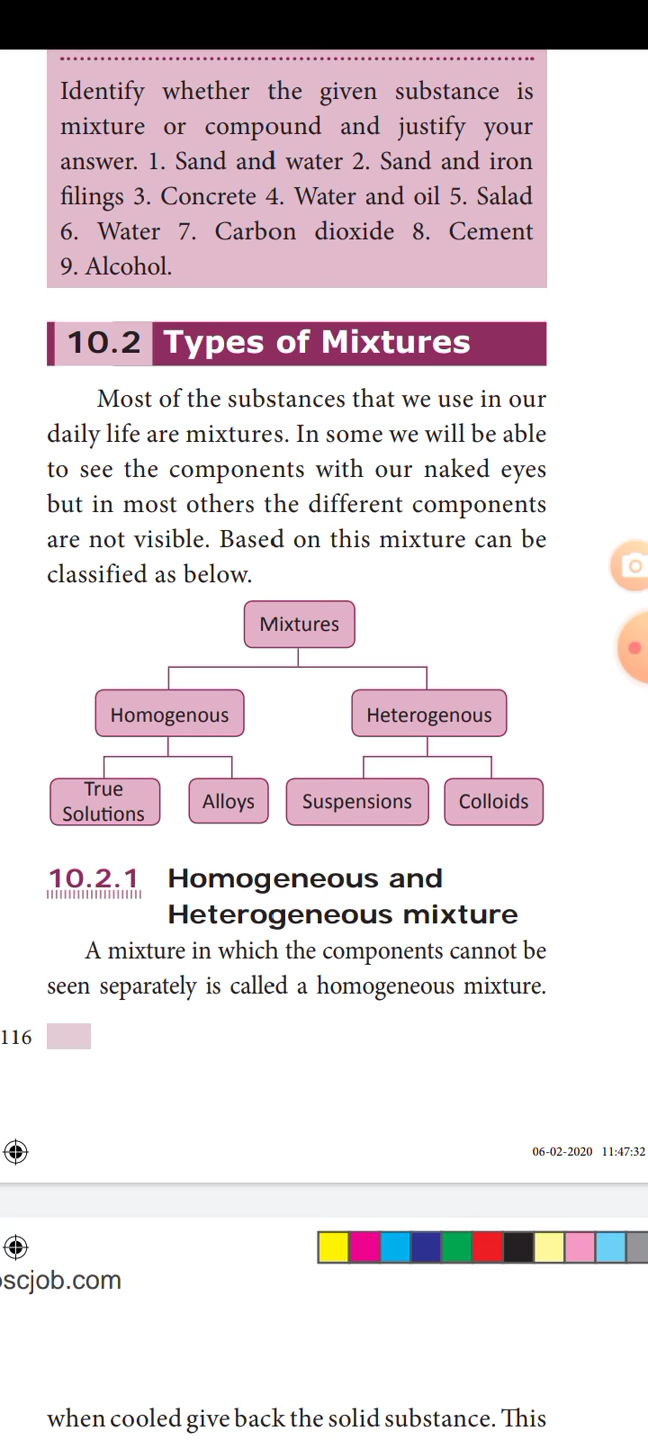 Identify whether the given substance is
mixture or compound and justify your
answer. 1. Sand and water 2. Sand and iron
filings 3. Concrete 4. Water and oil 5. Salad
6. Water 7. Carbon dioxide 8. Cement
9. Alcohol.
10.2 Types of Mixtures
Most of the substances that we use in our
daily life are mixtures. In some we will be able
to see the components with our naked eyes
but in most others the different components
are not visible. Based on this mixture can be
classified as below.
Mixtures
Homogenous
Heterogenous
True
Solutions
Alloys
Suspensions
Colloids
10.2.1 Homogeneous and
Heterogeneous mixture
A mixture in which the components cannot be
seen separately is called a homogeneous mixture.
116
06-02-2020 11:47:32
scjob.com
when cooled give back the solid substance. This